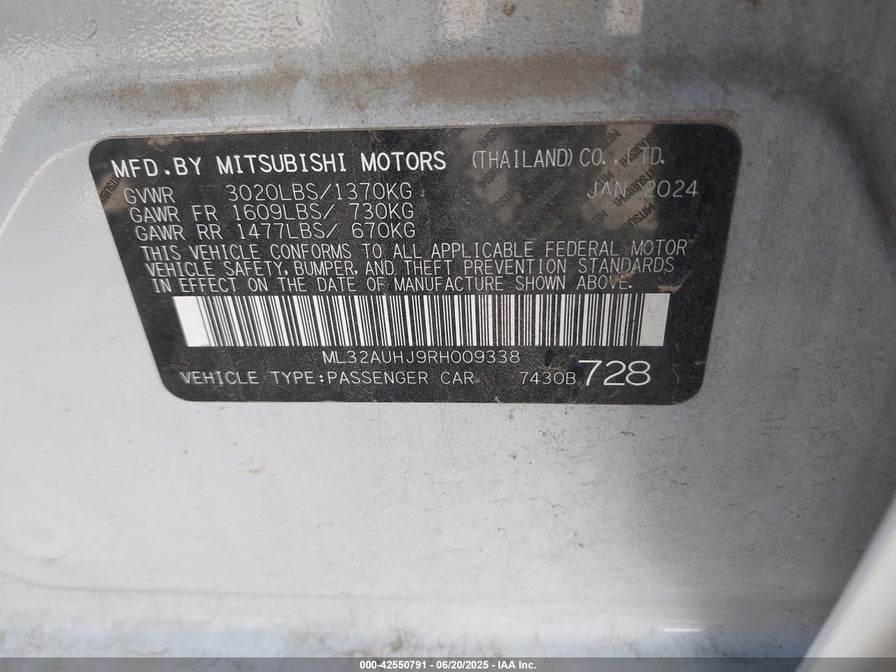 MFD.BY MITSUBISHI MOTORS (THAILAND) CO., LTD.
GVWR 3020LBS/1370KG JAN 2024
GAWR FR 1609LBS/ 730KG
GAWR RR 1477LBS/ 670KG
THIS VEHICLE CONFORMS TO ALL APPLICABLE FEDERAL MOTOR
VEHICLE SAFETY, BUMPER, AND THEFT PREVENTION STANDARDS
IN EFFECT ON THE DATE OF MANUFACTURE SHOWN ABOVE.
ML32AUHJ9RH009338
VEHICLE TYPE:PASSENGER CAR 7430B 728
000-42550791 - 06/20/2025 - IAA Inc.